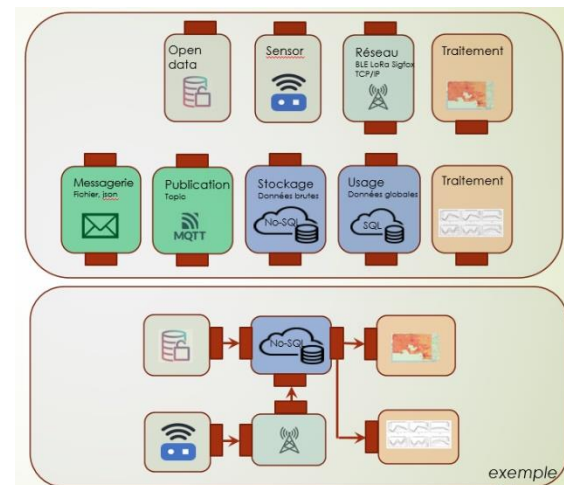 Open
data
Sensor
Réseau
BLE LoRa Sigfox
TCP/IP
Traitement
Messagerie
Fichier, json
Publication
Topic
MQTT
Stockage
Données brutes
No-SQL
Usage
Données globales
SQL
Traitement
No-SQL
exemple